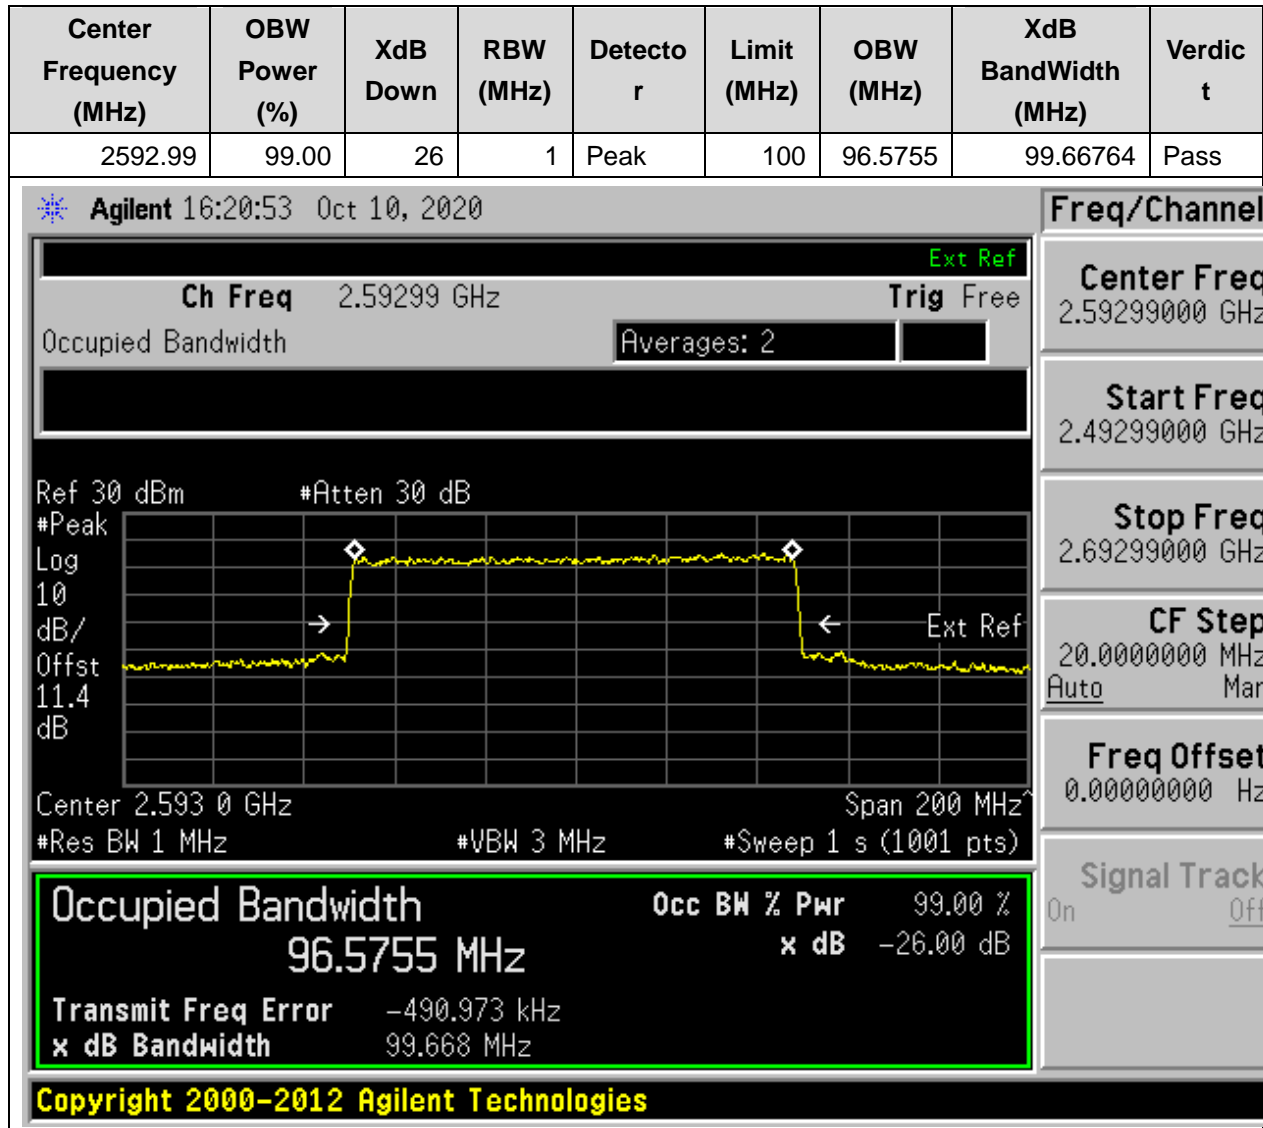 Center Frequency (MHz) OBW Power (%) XdB Down RBW (MHz) Detecto r Limit (MHz) OBW (MHz) XdB BandWidth (MHz) Verdic t
2592.99 99.00 26 1 Peak 100 96.5755 99.66764 Pass
Agilent 16:20:53 Oct 10, 2020
Freq/Channel
Ext Ref
Ch Freq 2.59299 GHz Trig Free
Occupied Bandwidth Averages: 2
Center Freq
2.59299000 GHz
Start Freq
2.49299000 GHz
Stop Freq
2.69299000 GHz
CF Step
20.0000000 MHz
Auto Man
Freq Offset
0.00000000 Hz
Signal Track
On Off
Ref 30 dBm #Atten 30 dB
#Peak
Log
10
dB/
Offst
11.4
dB
Ext Ref
Center 2.593 0 GHz Span 200 MHz^
#Res BW 1 MHz #VBW 3 MHz #Sweep 1 s (1001 pts)
Occupied Bandwidth
96.5755 MHz
Occ BW % Pwr 99.00 %
x dB -26.00 dB
Transmit Freq Error -490.973 kHz
x dB Bandwidth 99.668 MHz
Copyright 2000-2012 Agilent Technologies